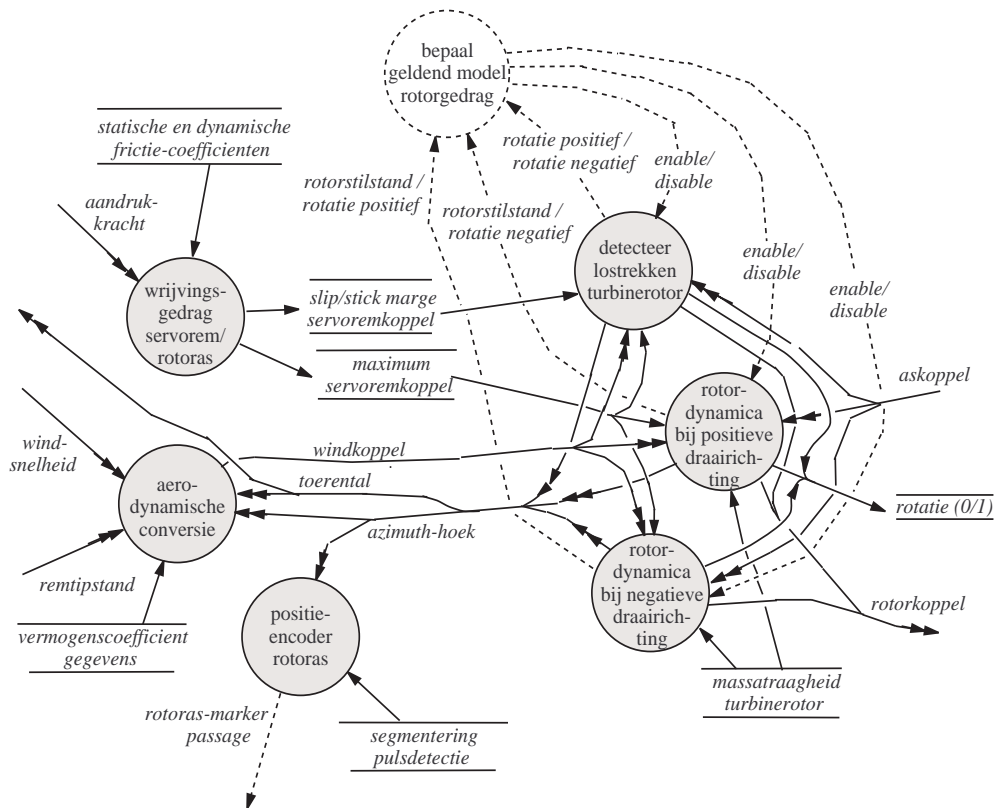 bepaal
geldend model
rotorgedrag
statische en dynamische
frictie-coefficienten
aandruk-
kracht
rotorstilstand /
rotatie positief
rotatie positief /
rotatie negatief
rotorstilstand /
rotatie negatief
enable/
disable
enable/
disable
enable/
disable
detecteer
lostrekken
turbinerotor
wrijvings-
gedrag
servorem/
rotoras
slip/stick marge
servoremkoppel
maximum
servoremkoppel
askoppel
rotor-
dynamica
bij positieve
draairich-
ting
wind-
snelheid
windkoppel
toerental
aero-
dynamische
conversie
azimuth-hoek
rotatie (0/1)
rotor-
dynamica
bij negatieve
draairich-
ting
remtipstand
rotorkoppel
vermogenscoefficient
gegevens
positie-
encoder
rotoras
massatraagheid
turbinerotor
rotoras-marker
passage
segmentering
pulsdetectie